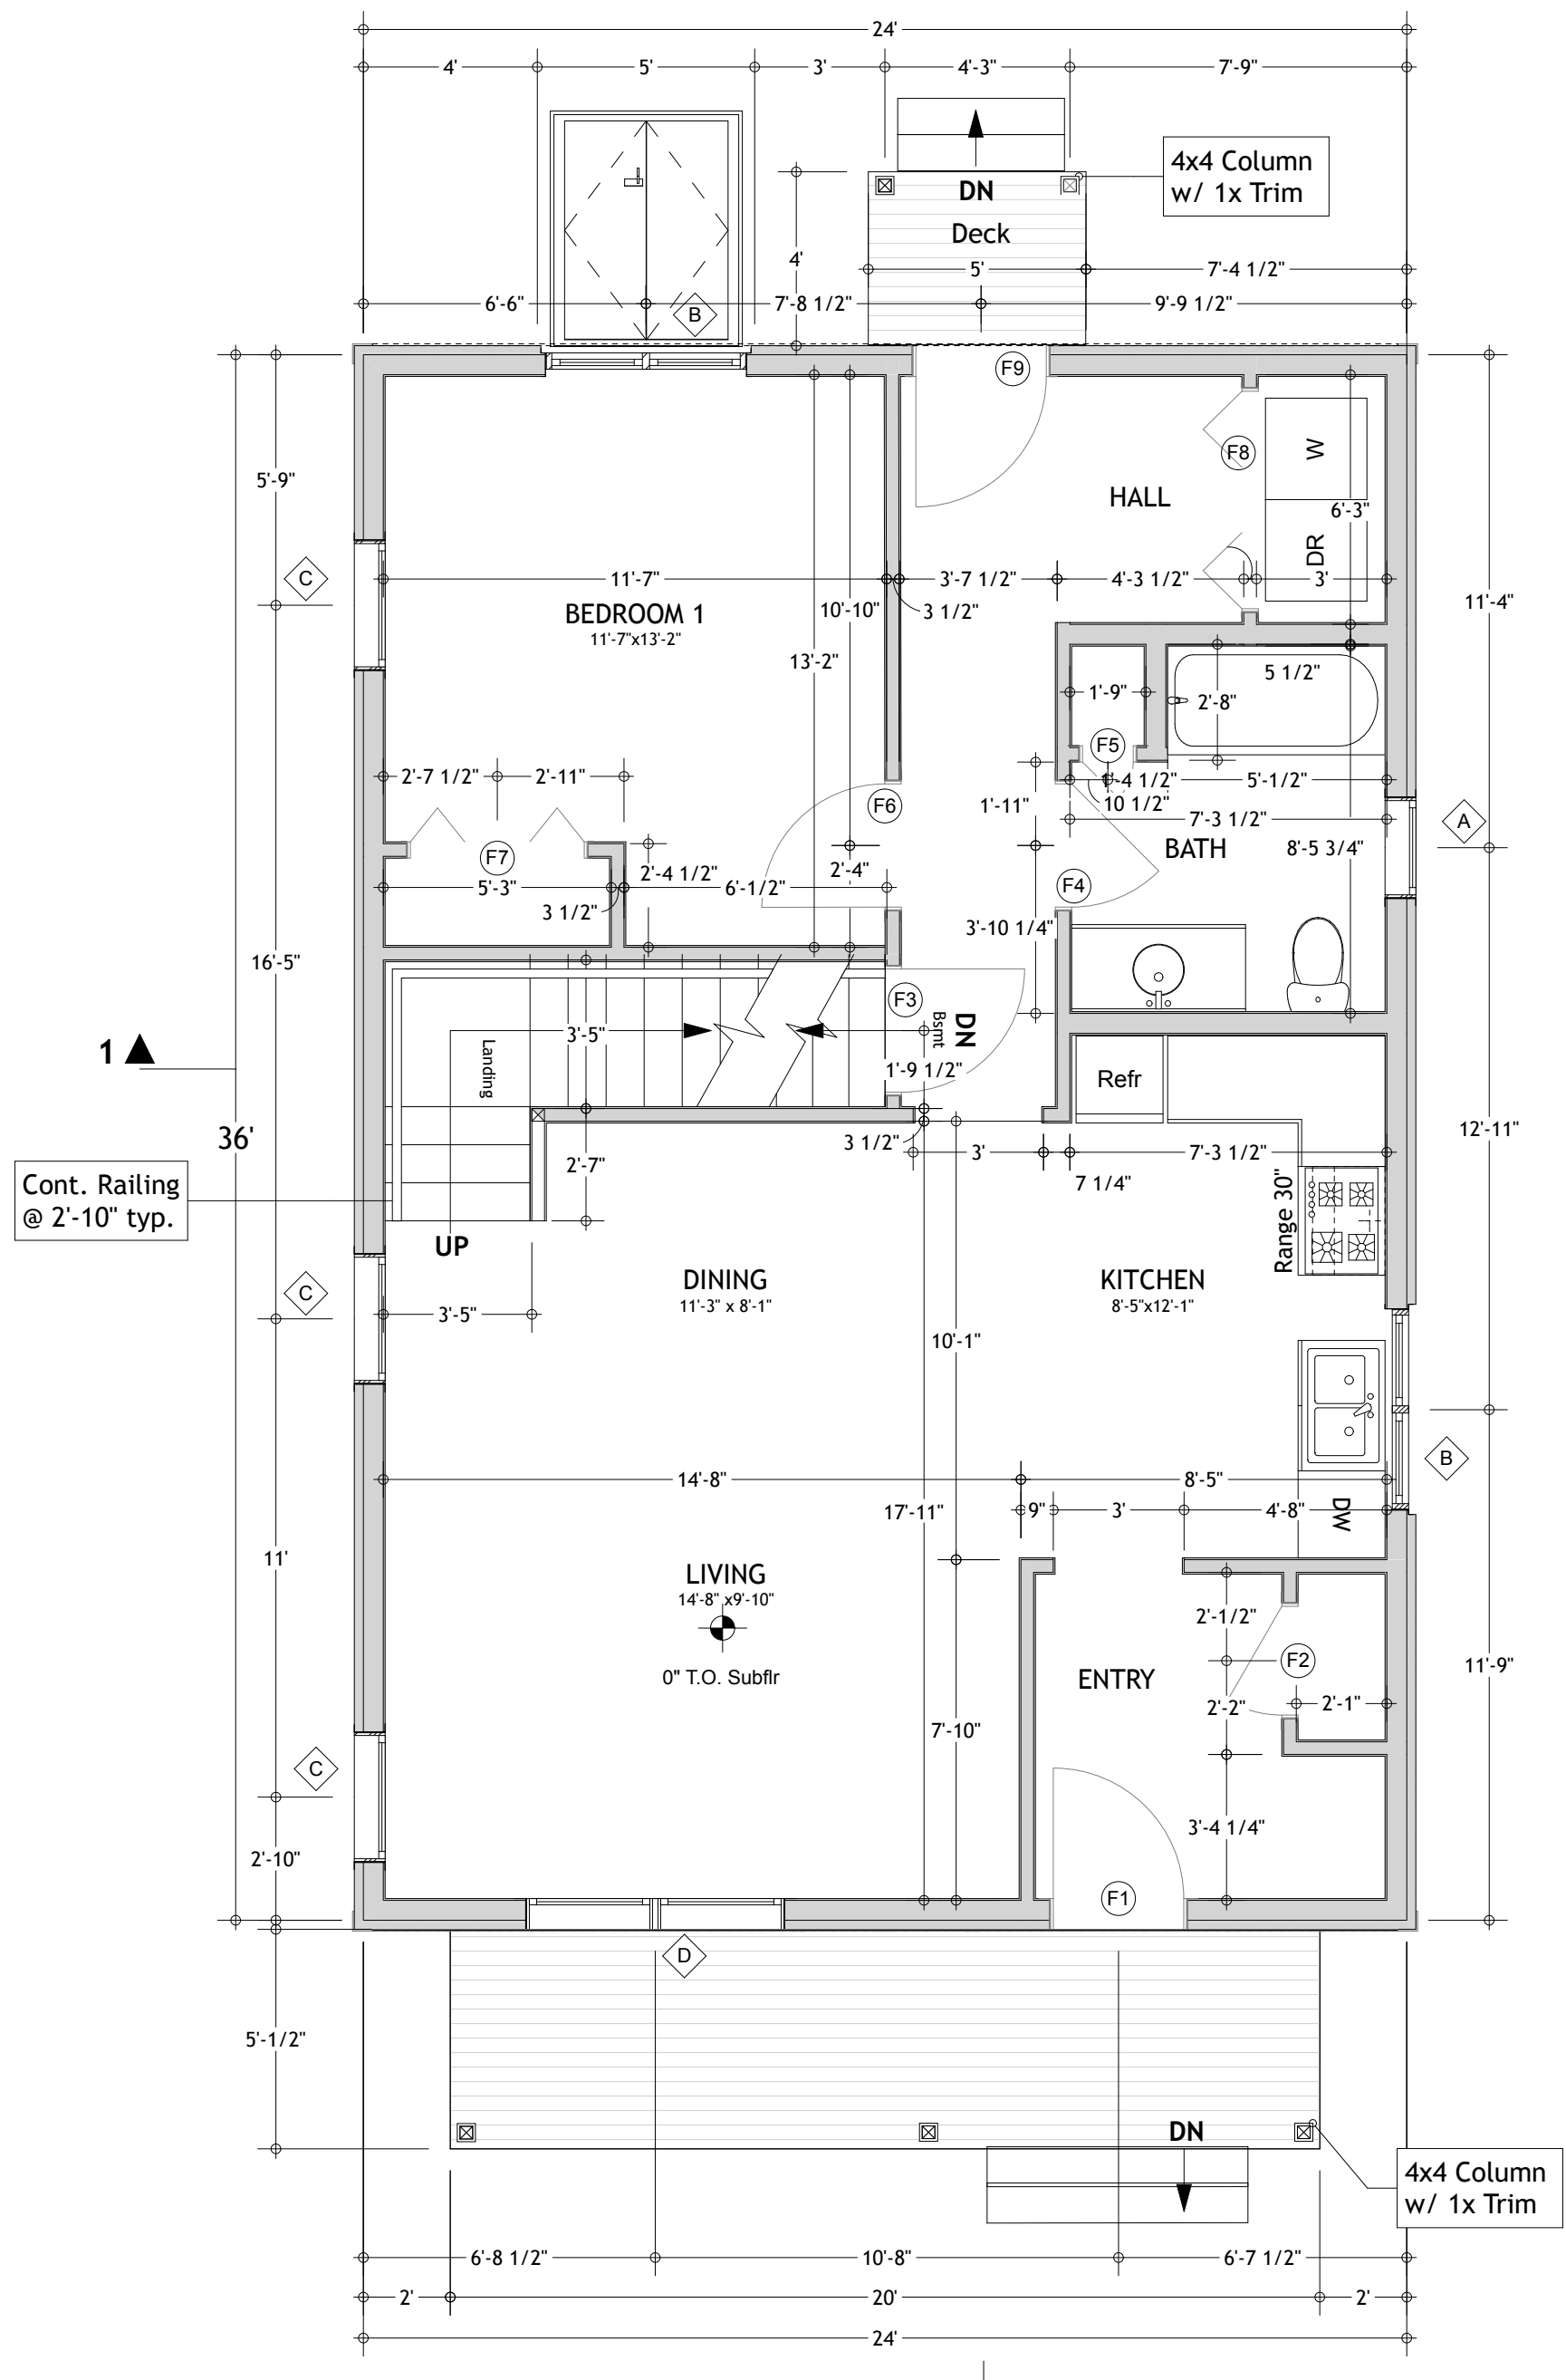 24'
4'
5'
3'
4'-3"
7'-9"
4x4 Column
w/ 1x Trim
DN
Deck
4'
5'
7'-4 1/2"
6'-6"
7'-8 1/2"
9'-9 1/2"
B
F9
F8
W
5'-9"
HALL
6'-3"
DR
C
11'-7"
3'-7 1/2"
4'-3 1/2"
3'
11'-4"
BEDROOM 1
11'-7"x13'-2"
10'-10"
3 1/2"
13'-2"
5 1/2"
1'-9"
2'-8"
F5
2'-7 1/2"
2'-11"
1'-4 1/2"
5'-1/2"
F6
1'-11"
10 1/2"
7'-3 1/2"
A
F7
BATH
8'-5 3/4"
2'-4 1/2"
2'-4"
5'-3"
6'-1/2"
F4
3 1/2"
3'-10 1/4"
16'-5"
F3
DN
Bsmt
1
3'-5"
Landing
1'-9 1/2"
Refr
36'
3 1/2"
3'
7'-3 1/2"
12'-11"
2'-7"
7 1/4"
Cont. Railing
@ 2'-10" typ.
Range 30"
UP
C
DINING
11'-3" x 8'-1"
KITCHEN
8'-5"x12'-1"
3'-5"
10'-1"
B
14'-8"
8'-5"
17'-11"
9"
3'
4'-8"
DW
11'
LIVING
14'-8" x9'-10"
2'-1/2"
0" T.O. Subflr
ENTRY
F2
11'-9"
2'-2"
2'-1"
7'-10"
C
3'-4 1/4"
2'-10"
F1
D
5'-1/2"
DN
4x4 Column
w/ 1x Trim
6'-8 1/2"
10'-8"
6'-7 1/2"
2'
20'
2'
24'